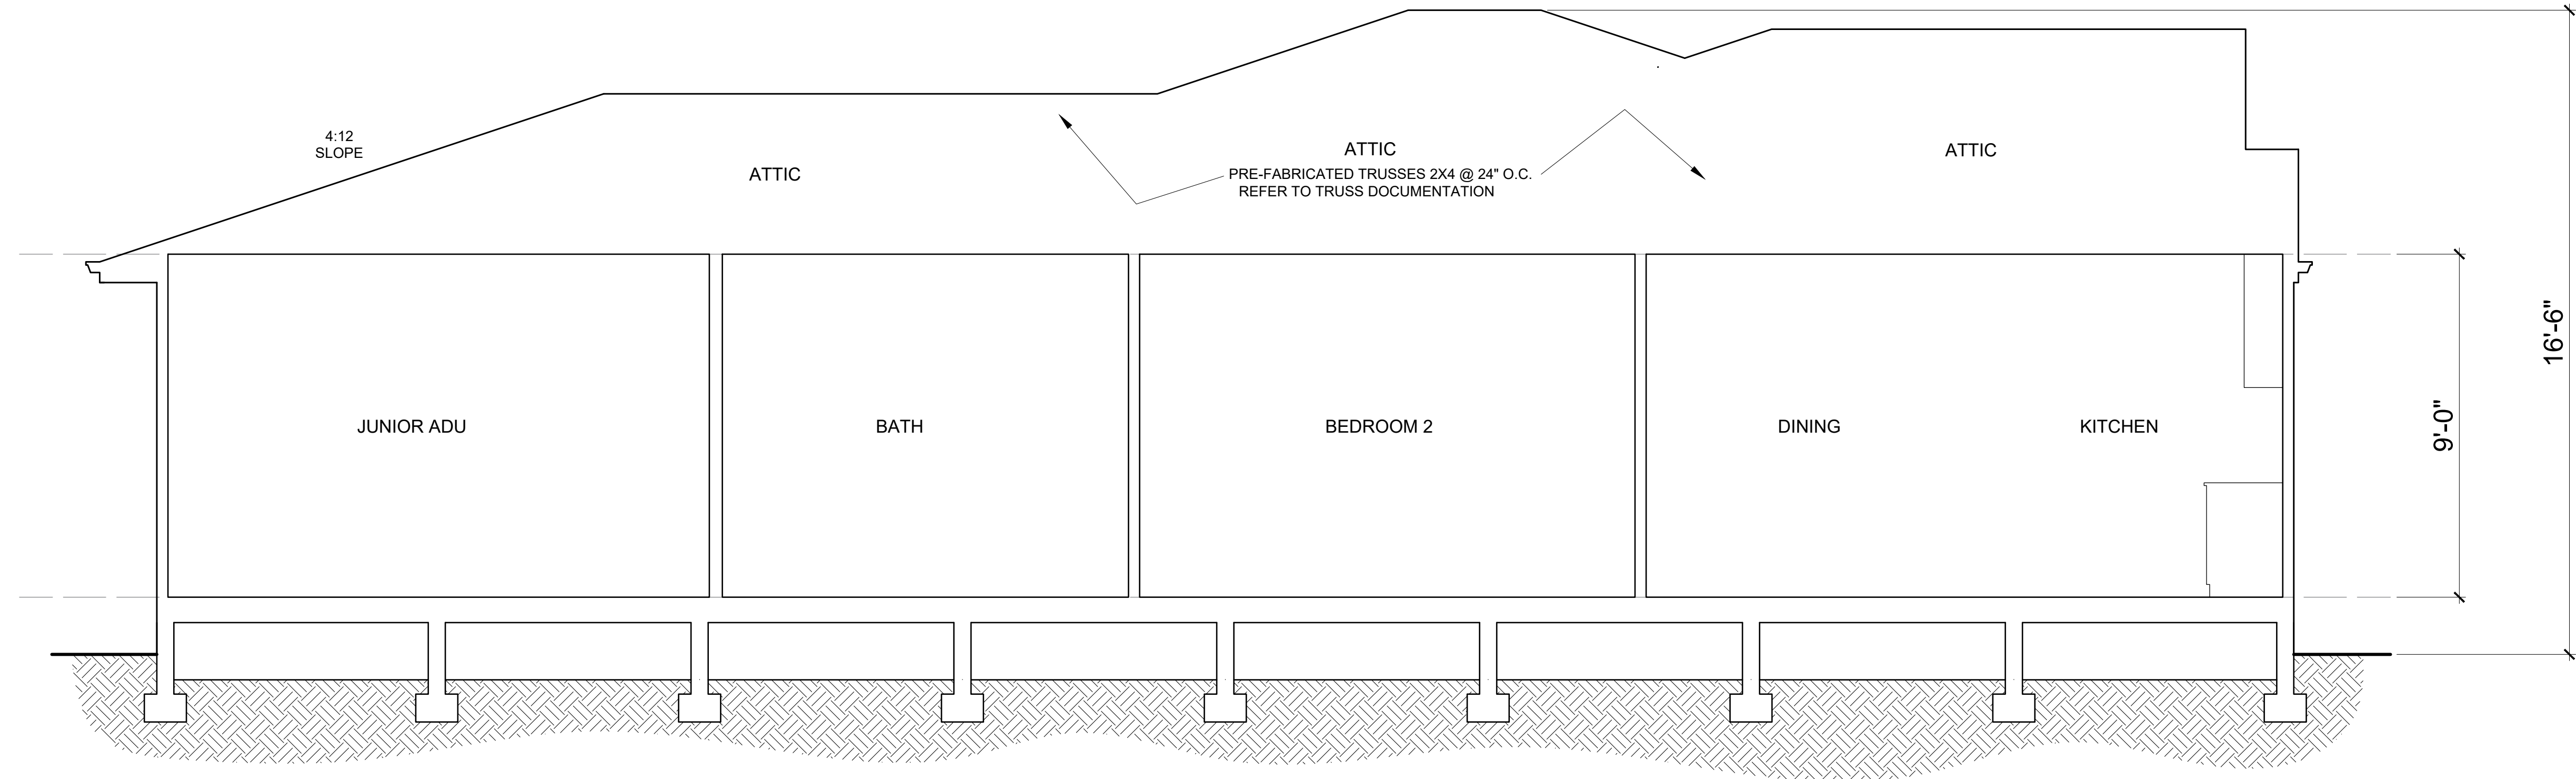 4:12
SLOPE
ATTIC
ATTIC
ATTIC
PRE-FABRICATED TRUSSES 2X4 @ 24" O.C.
REFER TO TRUSS DOCUMENTATION
16'-6"
9'-0"
JUNIOR ADU
BATH
BEDROOM 2
DINING
KITCHEN